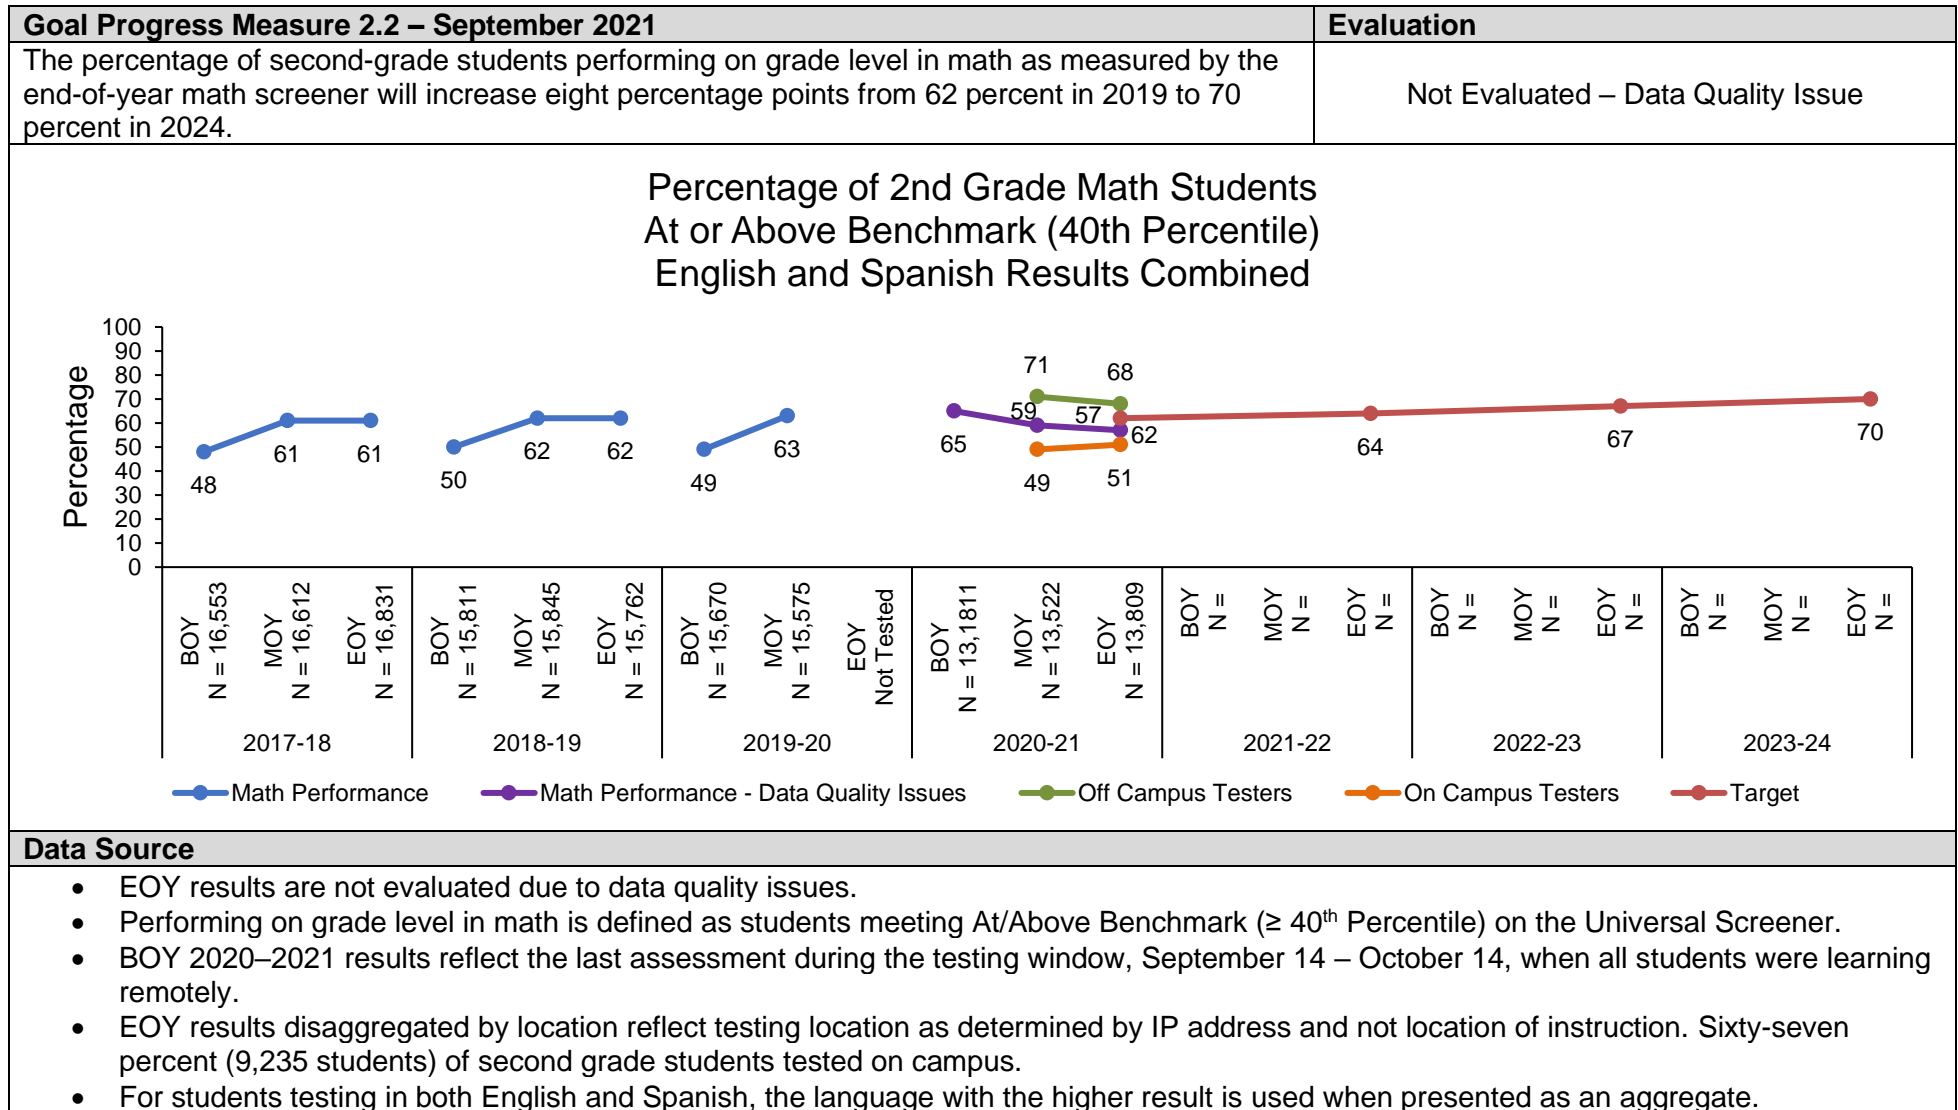 Goal Progress Measure 2.2 – September 2021
Evaluation
The percentage of second-grade students performing on grade level in math as measured by the
end-of-year math screener will increase eight percentage points from 62 percent in 2019 to 70
percent in 2024.
Not Evaluated – Data Quality Issue
Percentage of 2nd Grade Math Students
At or Above Benchmark (40th Percentile)
English and Spanish Results Combined
Percentage
100
90
80
70
60
50
40
30
20
10
0
48
61
61
50
62
62
49
63
65
59
57
71
68
49
51
62
64
67
70
BOY
N = 16,553
MOY
N = 16,612
EOY
N = 16,831
BOY
N = 15,811
MOY
N = 15,845
EOY
N = 15,762
BOY
N = 15,670
MOY
N = 15,575
EOY
Not Tested
BOY
N = 13,1811
MOY
N = 13,522
EOY
N = 13,809
BOY
N =
MOY
N =
EOY
N =
BOY
N =
MOY
N =
EOY
N =
BOY
N =
MOY
N =
EOY
N =
2017-18
2018-19
2019-20
2020-21
2021-22
2022-23
2023-24
Math Performance
Math Performance - Data Quality Issues
Off Campus Testers
On Campus Testers
Target
Data Source
• EOY results are not evaluated due to data quality issues.
• Performing on grade level in math is defined as students meeting At/Above Benchmark (≥ 40th Percentile) on the Universal Screener.
• BOY 2020–2021 results reflect the last assessment during the testing window, September 14 – October 14, when all students were learning
remotely.
• EOY results disaggregated by location reflect testing location as determined by IP address and not location of instruction. Sixty-seven
percent (9,235 students) of second grade students tested on campus.
• For students testing in both English and Spanish, the language with the higher result is used when presented as an aggregate.